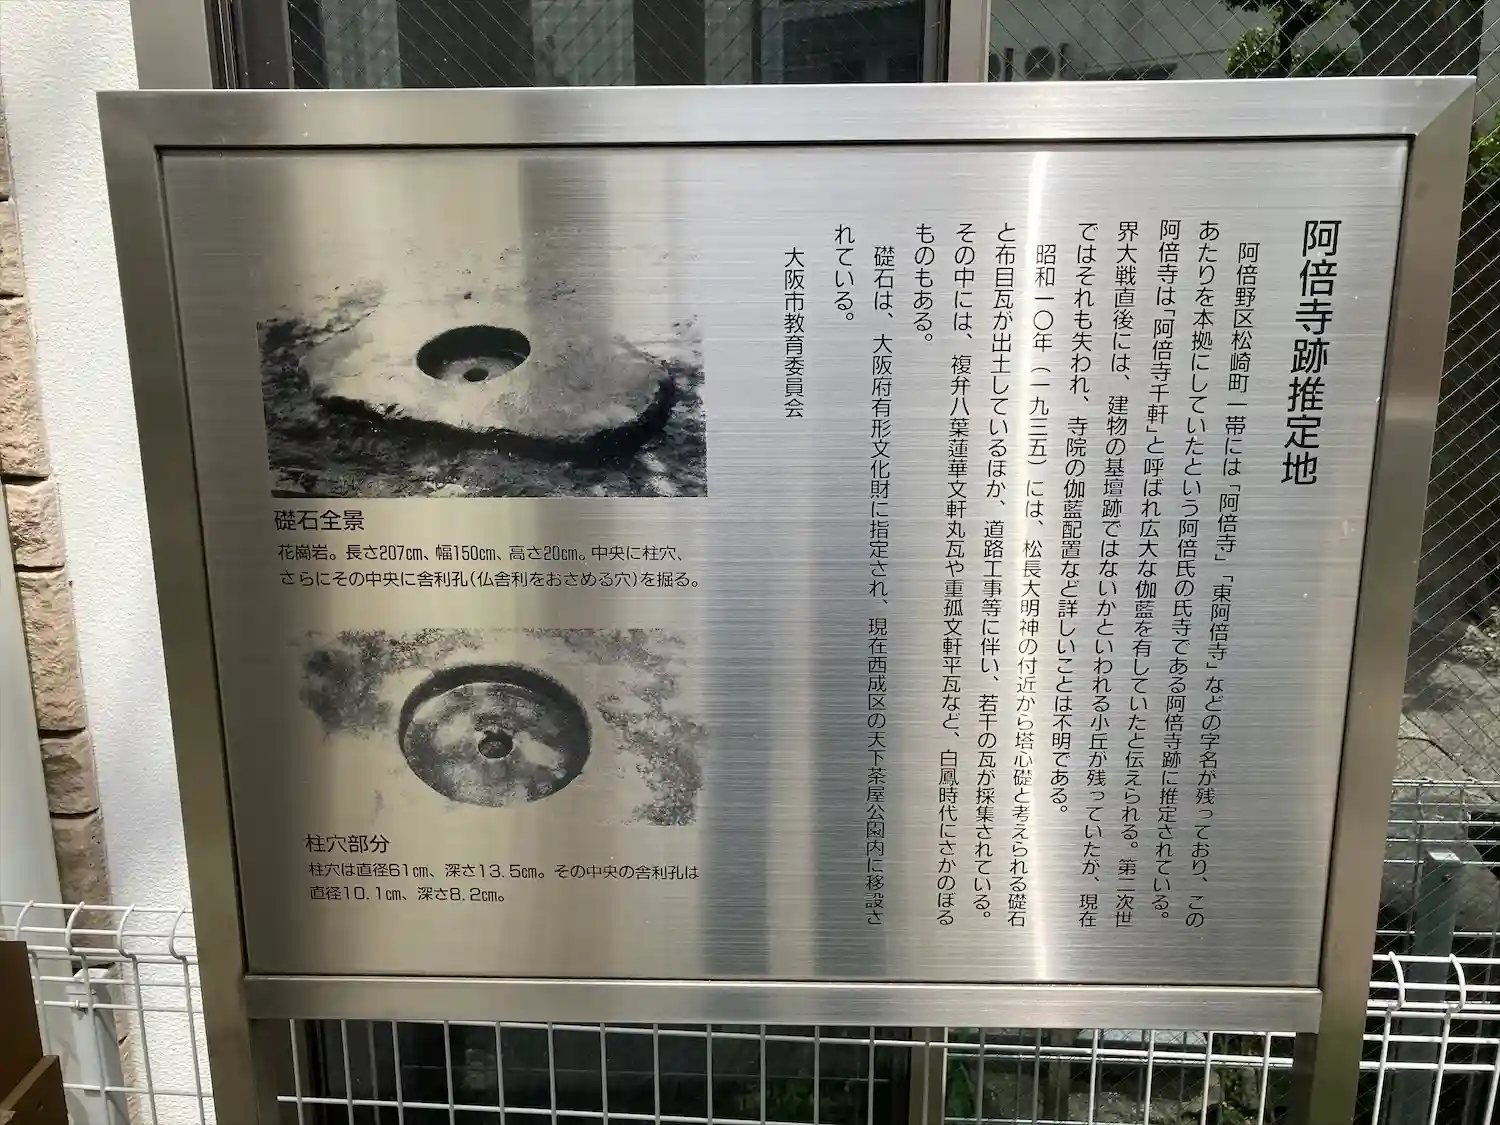 阿倍寺跡推定地
阿倍野区松崎町一帯には「阿倍寺」「東阿倍寺」などの字名が残っており、この
あたりを本拠にしていたという阿倍氏の氏寺である阿倍寺跡に推定されている。
阿倍寺は「阿倍寺千軒」と呼ばれ広大な伽藍を有していたと伝えられる。第二次世
界大戦直後には、建物の基壇跡ではないかといわれる小丘が残っていたが、現在
ではそれも失われ、寺院の伽藍配置など詳しいことは不明である。
昭和一〇年（一九三五）には、松長大明神の付近から塔心礎と考えられる礎石
と布目瓦が出土しているほか、道路工事等に伴い、若干の瓦が採集されている。
その中には、複弁八葉蓮華文軒丸瓦や重孤文軒平瓦など、白鳳時代にさかのぼる
ものもある。
礎石は、大阪府有形文化財に指定され、現在西成区の天下茶屋公園内に移設さ
れている。
大阪市教育委員会
礎石全景
花崗岩。長さ207㎝、幅150㎝、高さ20㎝。中央に柱穴、
さらにその中央に舎利孔(仏舎利をおさめる穴)を掘る。
柱穴部分
柱穴は直径61㎝、深さ13.5㎝。その中央の舎利孔は
直径10.1㎝、深さ8.2㎝。